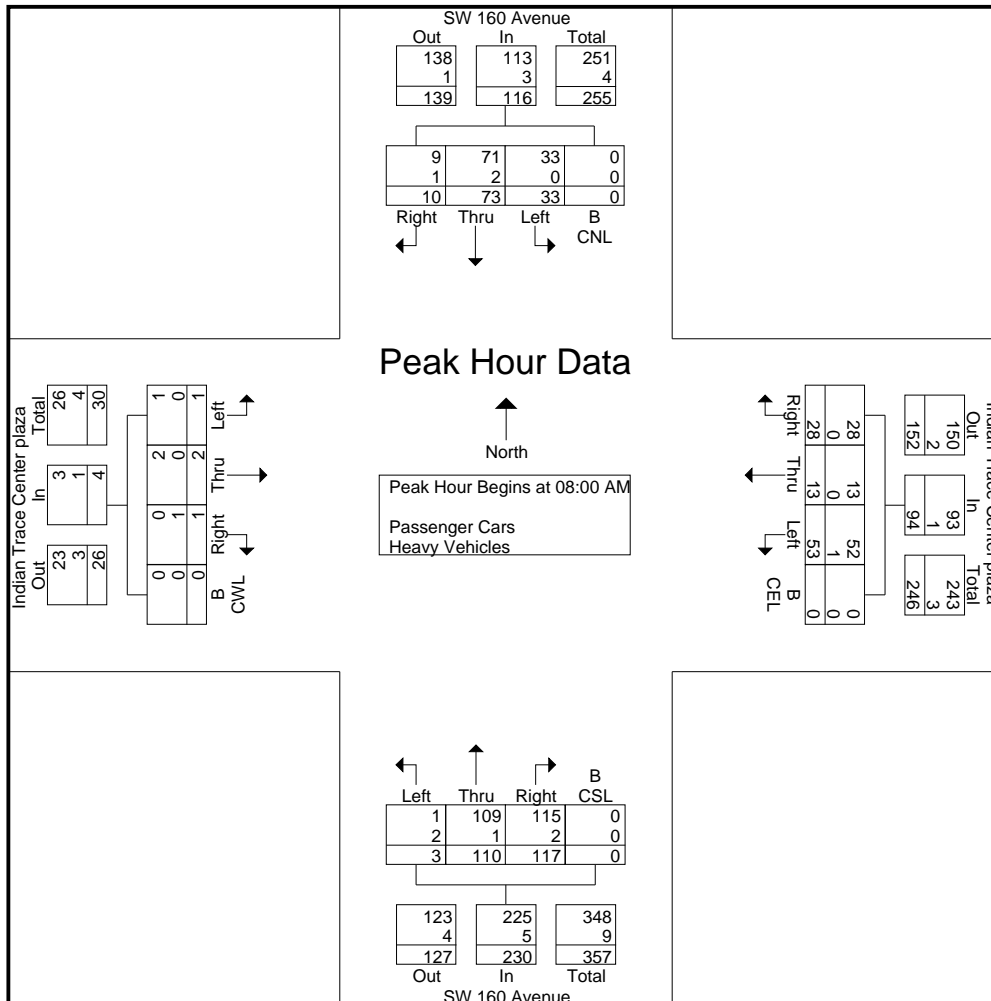 SW 160 Avenue
Out In Total
138 113 251
1 3 4
139 116 255
9 71 33 0
1 2 0 0
10 73 33 0
Right Thru Left B
CNL
Peak Hour Data
North
Peak Hour Begins at 08:00 AM
Passenger Cars
Heavy Vehicles
Indian Trace Center plaza
Total In Out
26 3 23
4 1 3
30 4 26
1 2 0 0
0 0 1 0
1 2 1 0
Left Thru Right B
CWL
Indian Trace Center plaza
Out In Total
150 93 243
2 1 3
152 94 246
28 13 52 0
0 0 1 0
28 13 53 0
Right Thru Left B
CEL
B
Left Thru Right CSL
1 109 115 0
2 1 2 0
3 110 117 0
123 225 348
4 5 9
127 230 357
Out In Total
SW 160 Avenue